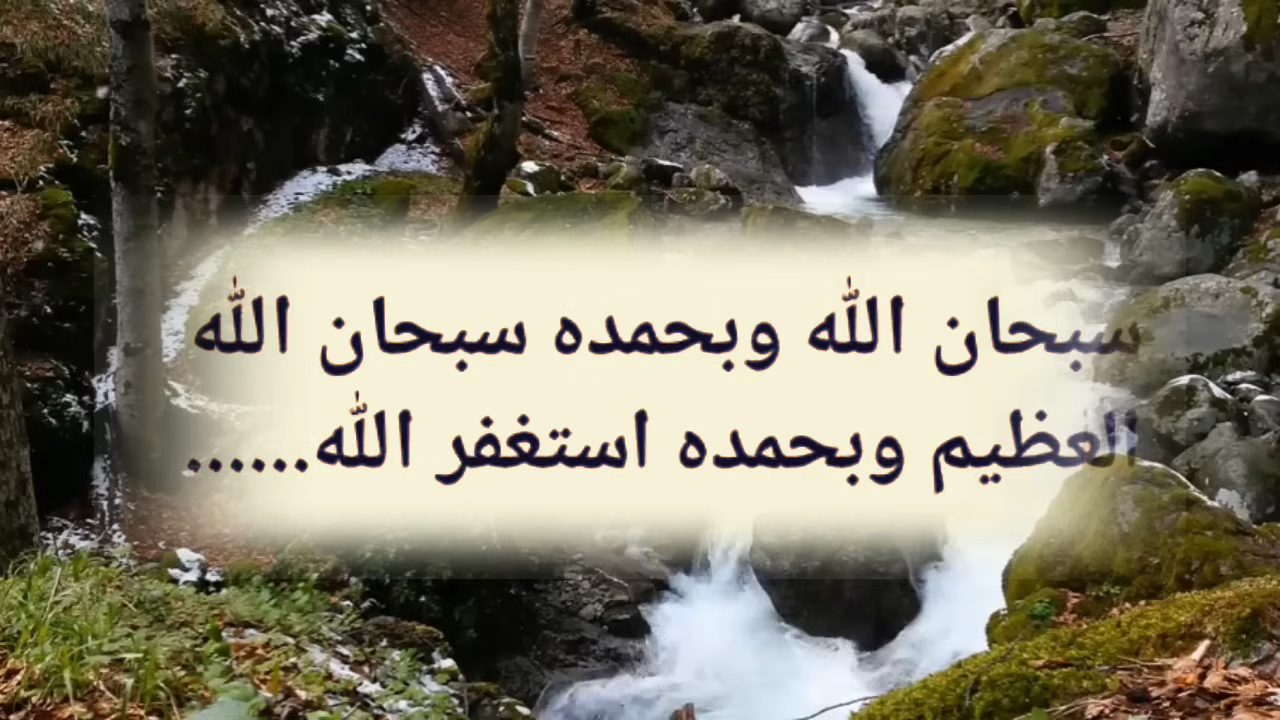 سبحان الله وبحمده سبحان الله
العظيم وبحمده استغفر الله......